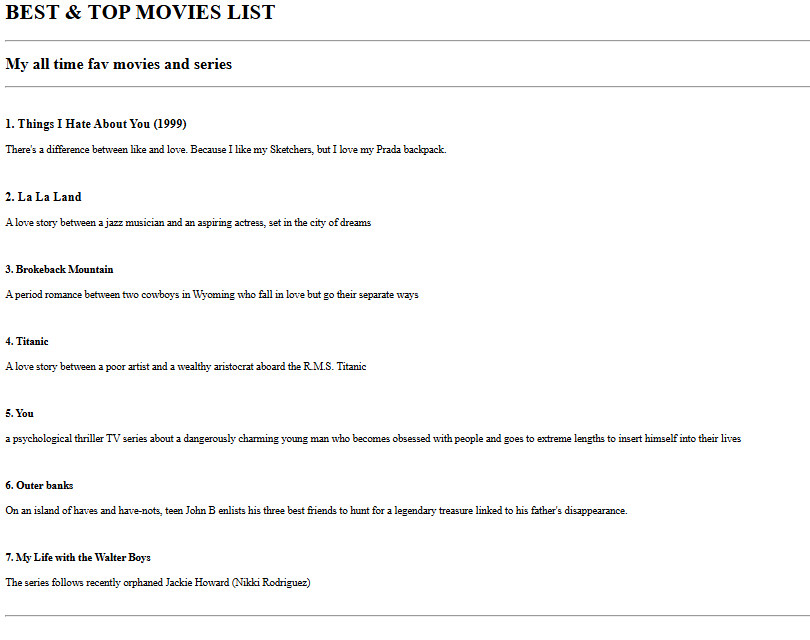 BEST & TOP MOVIES LIST
My all time fav movies and series
1. Things I Hate About You (1999)
There's a difference between like and love. Because I like my Sketchers, but I love my Prada backpack.
2. La La Land
A love story between a jazz musician and an aspiring actress, set in the city of dreams
3. Brokeback Mountain
A period romance between two cowboys in Wyoming who fall in love but go their separate ways
4. Titanic
A love story between a poor artist and a wealthy aristocrat aboard the R.M.S. Titanic
5. You
a psychological thriller TV series about a dangerously charming young man who becomes obsessed with people and goes to extreme lengths to insert himself into their lives
6. Outer banks
On an island of haves and have-nots, teen John B enlists his three best friends to hunt for a legendary treasure linked to his father's disappearance.
7. My Life with the Walter Boys
The series follows recently orphaned Jackie Howard (Nikki Rodriguez)